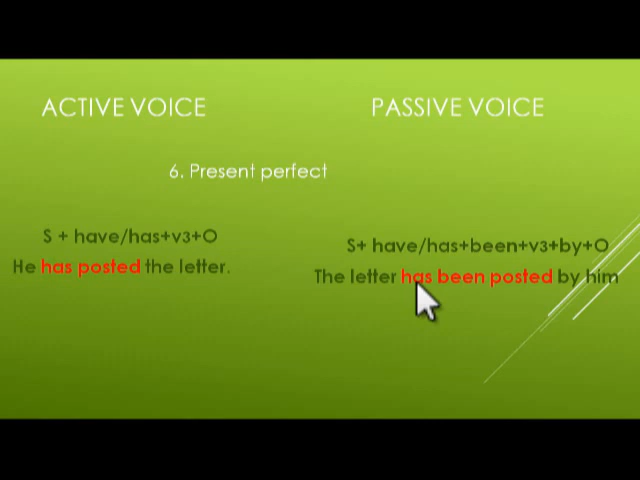 ACTIVE VOICE
PASSIVE VOICE
6. Present perfect
S + have/has+v3+O
He has posted the letter.
S+ have/has+been+v3+by+O
The letter has been posted by him